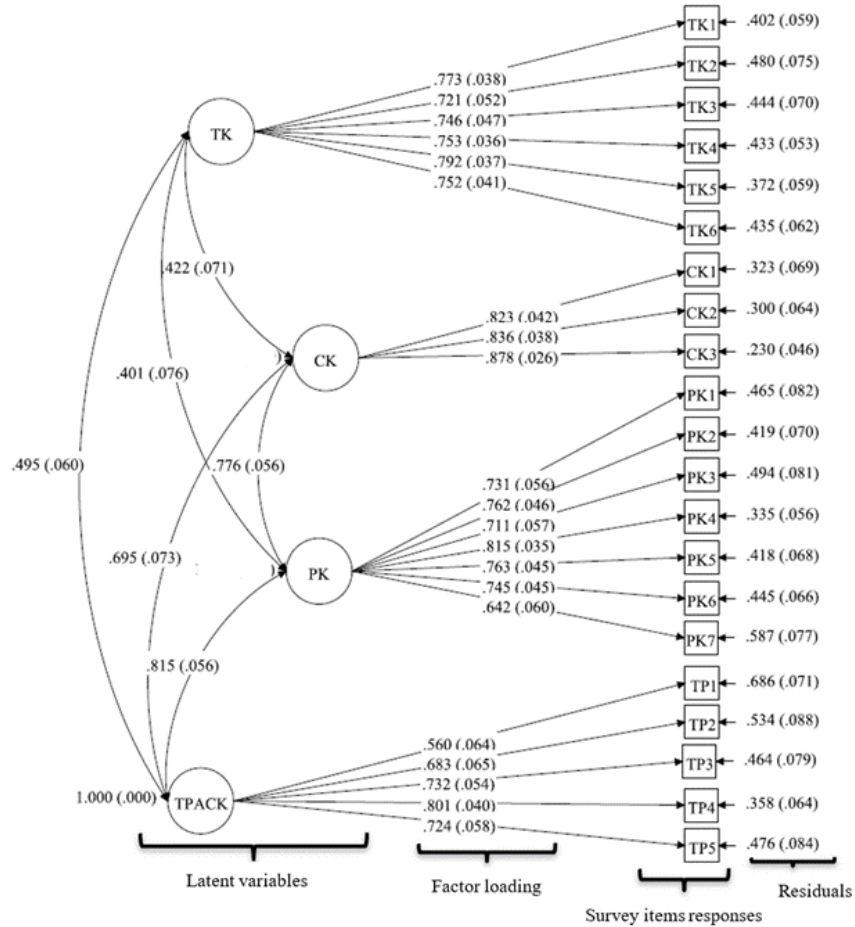 TK1
.402 (.059)
TK2
.480 (.075)
.773 (.038)
.721 (.052)
TK3
.444 (.070)
.746 (.047)
TK
.753 (.036)
TK4
.433 (.053)
.792 (.037)
.752 (.041)
TK5
.372 (.059)
TK6
.435 (.062)
.422 (.071)
CK1
.323 (.069)
.823 (.042)
CK2
.300 (.064)
.836 (.038)
CK
.878 (.026)
CK3
.230 (.046)
.401 (.076)
PK1
.465 (.082)
PK2
.419 (.070)
.495 (.060)
.776 (.056)
PK3
.494 (.081)
.731 (.056)
.762 (.046)
.711 (.057)
PK4
.335 (.056)
.815 (.035)
.695 (.073)
.763 (.045)
PK5
.418 (.068)
PK
.745 (.045)
.642 (.060)
PK6
.445 (.066)
PK7
.587 (.077)
.815 (.056)
TP1
.686 (.071)
TP2
.534 (.088)
.560 (.064)
.683 (.065)
TP3
.464 (.079)
.732 (.054)
1.000 (.000)
TPACK
.801 (.040)
TP4
.358 (.064)
.724 (.058)
TP5
.476 (.084)
Latent variables
Factor loading
Survey items responses
Residuals